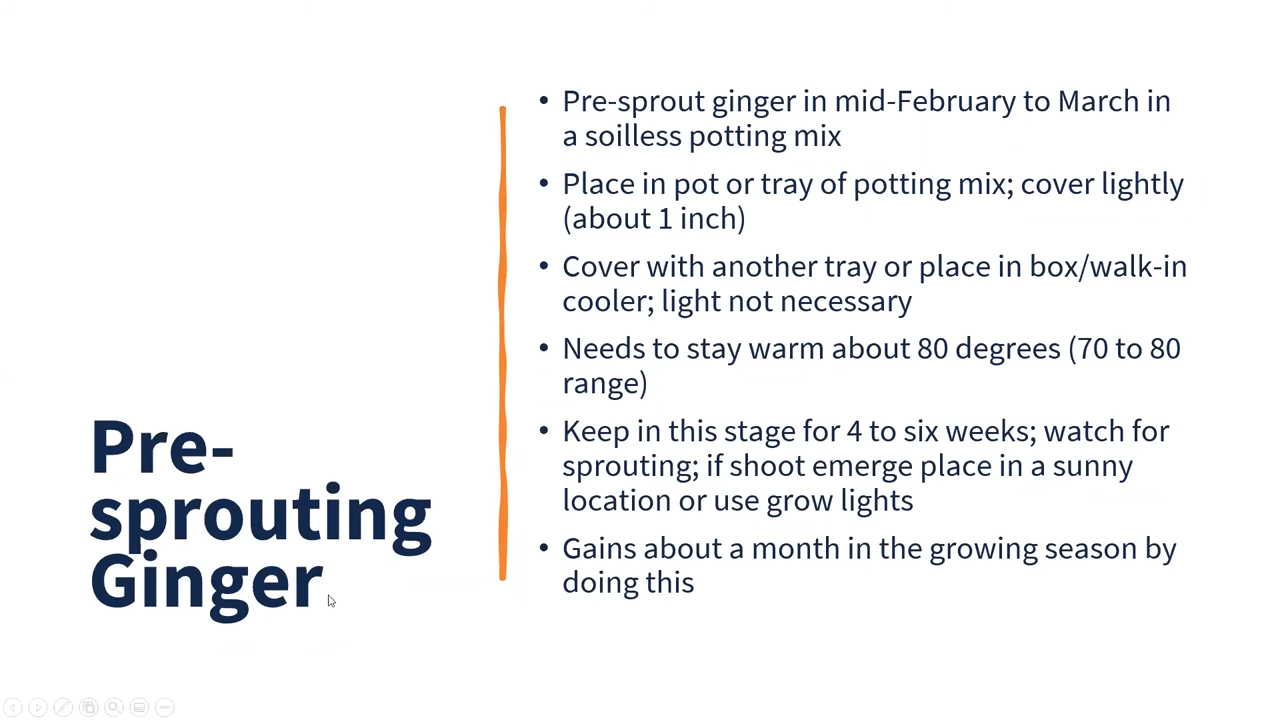 Pre-
sprouting
Ginger
• Pre-sprout ginger in mid-February to March in
a soilless potting mix
• Place in pot or tray of potting mix; cover lightly
(about 1 inch)
• Cover with another tray or place in box/walk-in
cooler; light not necessary
• Needs to stay warm about 80 degrees (70 to 80
range)
• Keep in this stage for 4 to six weeks; watch for
sprouting; if shoot emerge place in a sunny
location or use grow lights
• Gains about a month in the growing season by
doing this